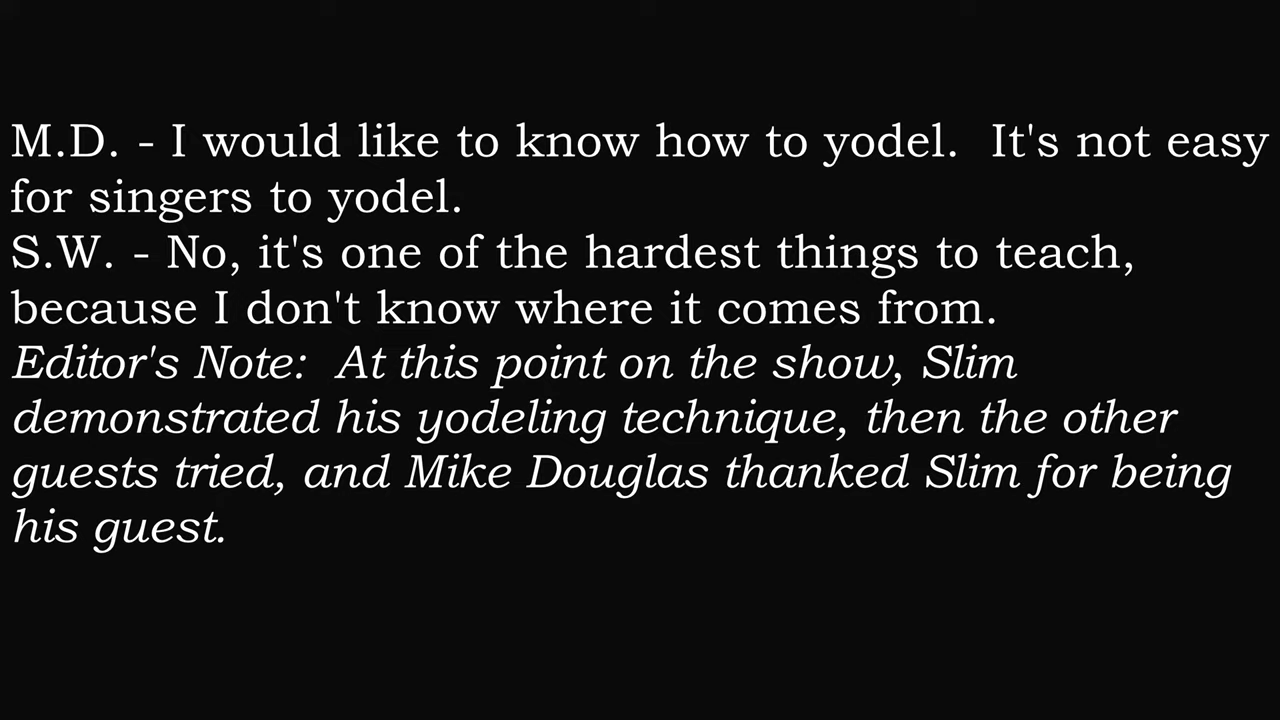 M.D. - I would like to know how to yodel.  It's not easy
for singers to yodel.
S.W. - No, it's one of the hardest things to teach,
because I don't know where it comes from.
Editor's Note:  At this point on the show, Slim
demonstrated his yodeling technique, then the other
guests tried, and Mike Douglas thanked Slim for being
his guest.